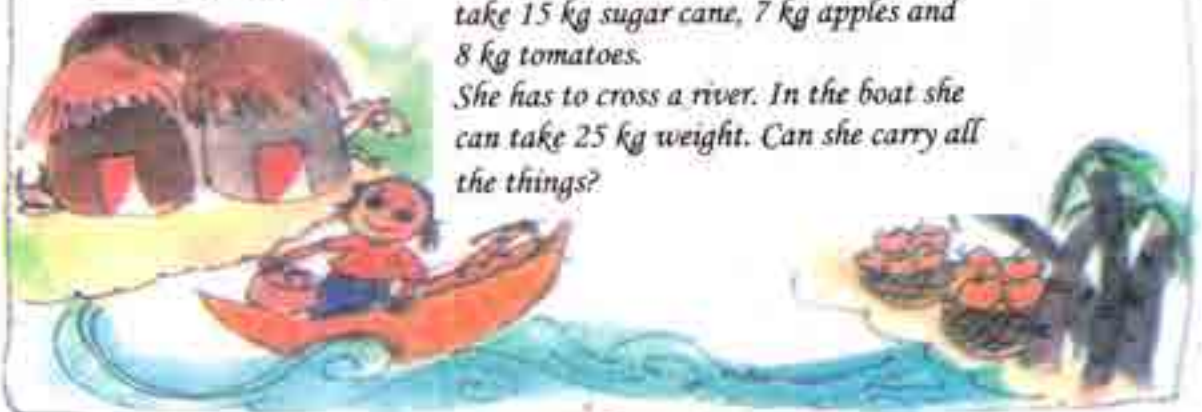 take 15 kg sugar cane, 7 kg apples and
8 kg tomatoes.
She has to cross a river. In the boat she
can take 25 kg weight. Can she carry all
the things?